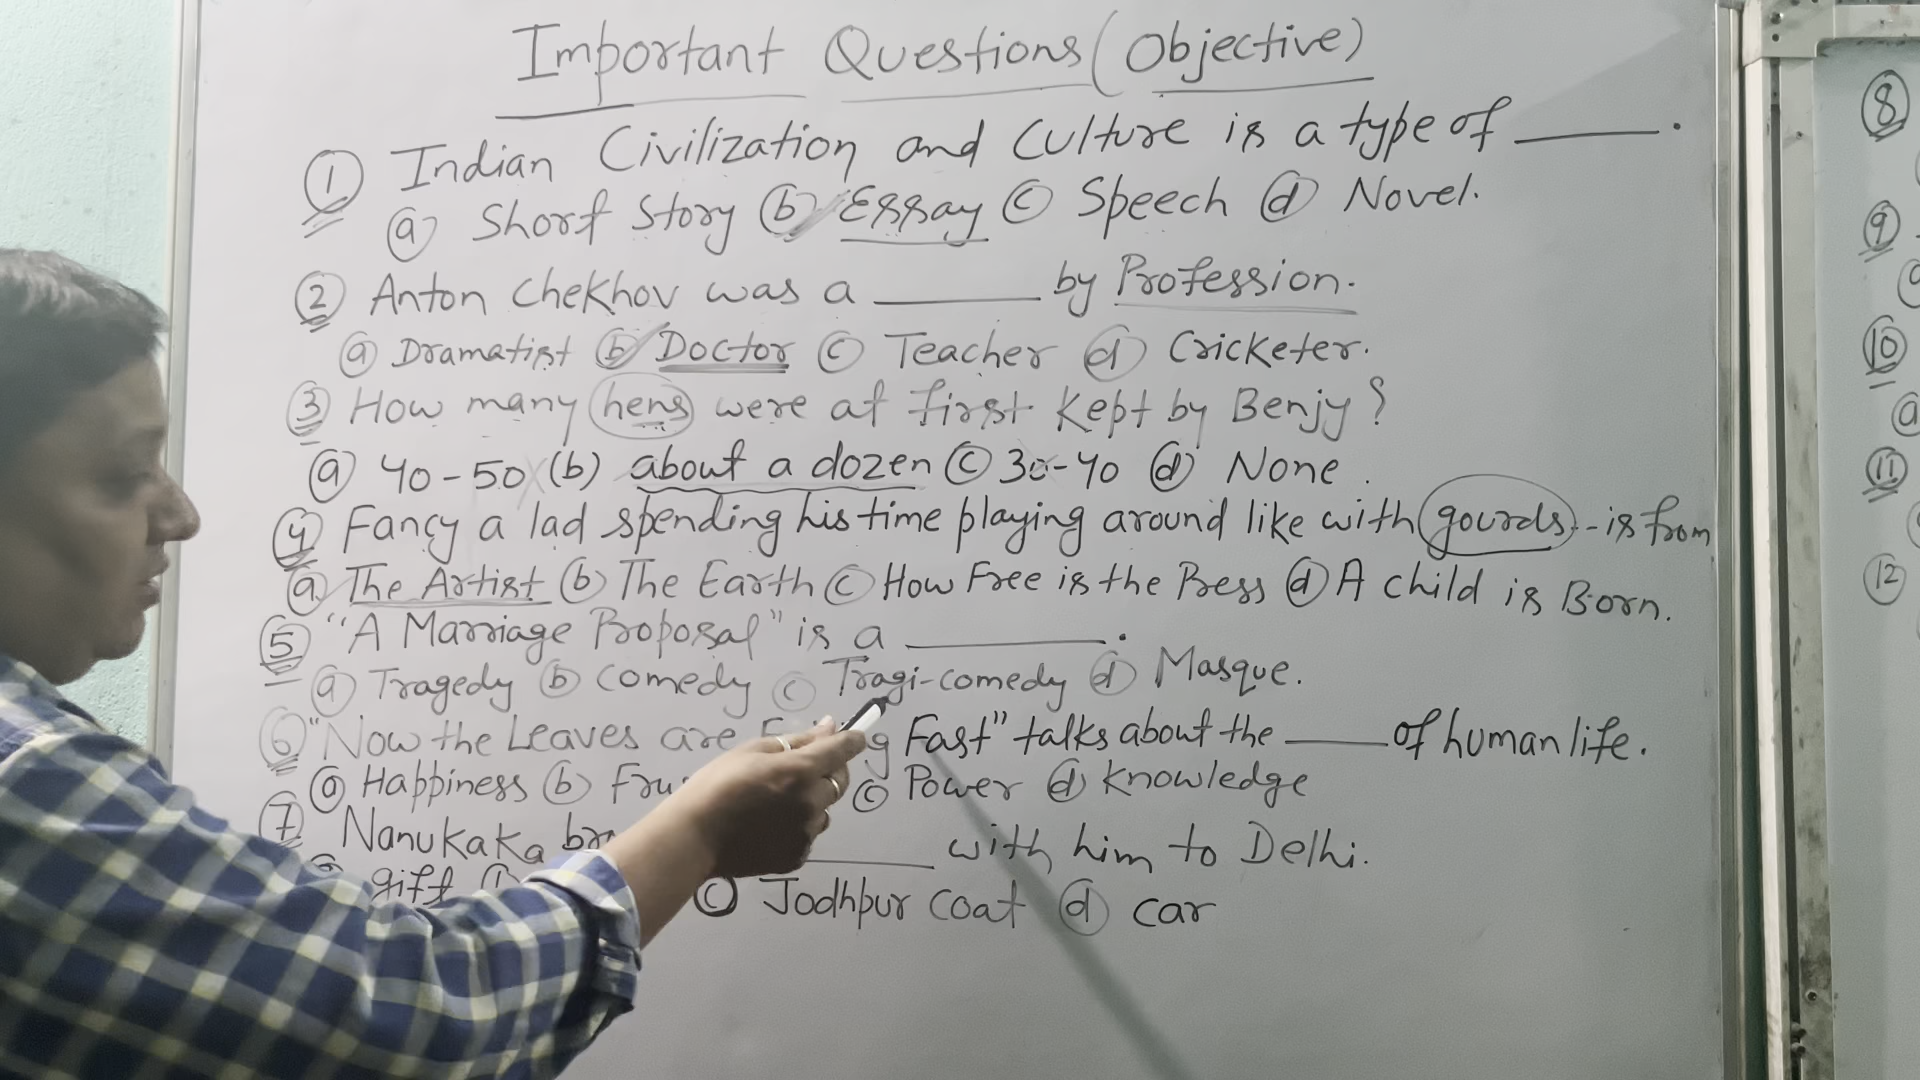 Important Questions (Objective)
① Indian Civilization and Culture is a type of ______.
ⓐ Short Story ⓑ Essay ⓒ Speech ⓓ Novel.
② Anton Chekhov was a ______ by Profession.
ⓐ Dramatist ⓑ Doctor ⓒ Teacher ⓓ Cricketer.
③ How many hens were at first Kept by Benjy?
ⓐ 40-50 (b) about a dozen ⓒ 30-40 ⓓ None.
④ Fancy a lad spending his time playing around like with gourds -- is from
ⓐ The Artist ⓑ The Earth ⓒ How Free is the Press ⓓ A child is Born.
⑤ "A Marriage Proposal" is a ______.
ⓐ Tragedy ⓑ Comedy ⓒ Tragi-comedy ⓓ Masque.
⑥ "Now the Leaves are Fast" talks about the ______ of human life.
ⓐ Happiness ⓑ ⓒ Power ⓓ Knowledge
⑦ Nanukaka ______ with him to Delhi.
gift ⓒ Jodhpur coat ⓓ car
⑧
⑨
⑩
ⓐ
⑪
⑫